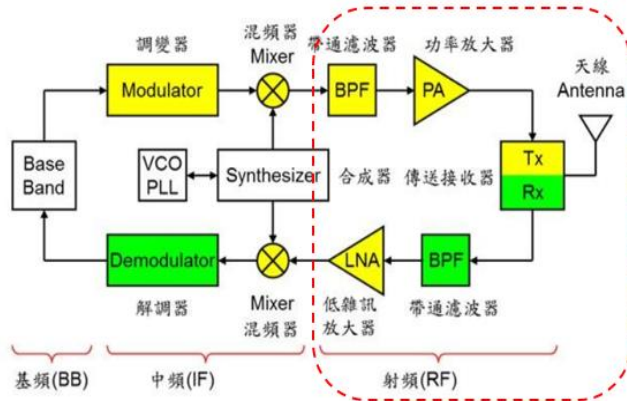 調變器
混頻器
Mixer
帶通濾波器
功率放大器
天線
Antenna
Modulator
BPF
PA
Base
Band
VCO
PLL
Synthesizer
合成器
傳送接收器
Tx
Rx
Demodulator
LNA
BPF
解調器
Mixer
混頻器
低雜訊
放大器
帶通濾波器
基頻(BB)
中頻(IF)
射頻(RF)